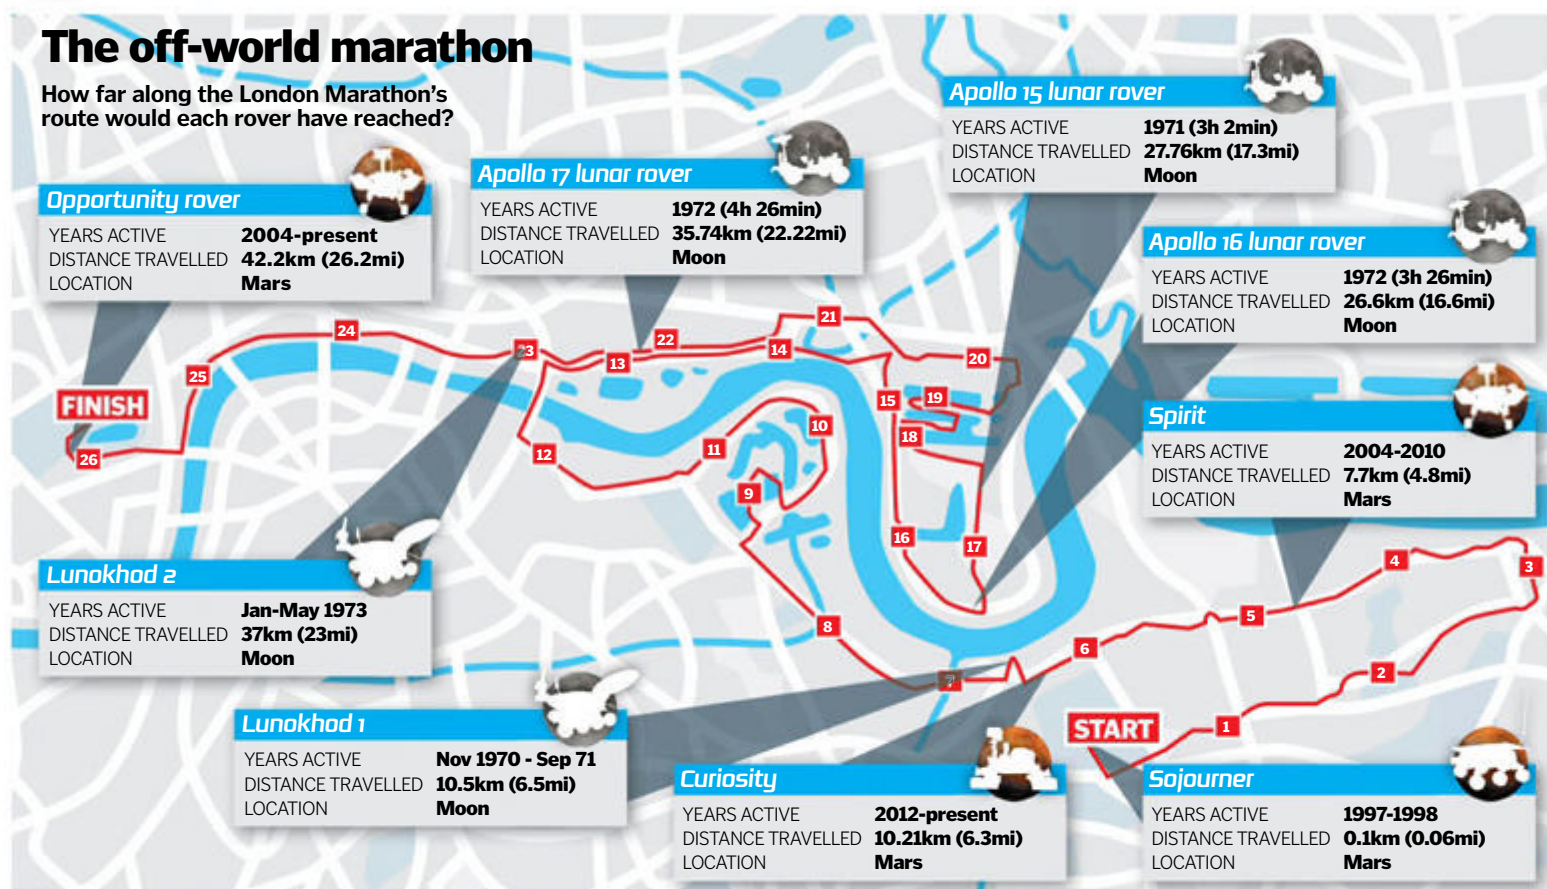 The off-world marathon
How far along the London Marathon's
route would each rover have reached?
Opportunity rover
YEARS ACTIVE 2004-present
DISTANCE TRAVELLED 42.2km (26.2mi)
LOCATION Mars
Apollo 17 lunar rover
YEARS ACTIVE 1972 (4h 26min)
DISTANCE TRAVELLED 35.74km (22.22mi)
LOCATION Moon
Apollo 15 lunar rover
YEARS ACTIVE 1971 (3h 2min)
DISTANCE TRAVELLED 27.76km (17.3mi)
LOCATION Moon
Apollo 16 lunar rover
YEARS ACTIVE 1972 (3h 26min)
DISTANCE TRAVELLED 26.6km (16.6mi)
LOCATION Moon
Spirit
YEARS ACTIVE 2004-2010
DISTANCE TRAVELLED 7.7km (4.8mi)
LOCATION Mars
Lunokhod 2
YEARS ACTIVE Jan-May 1973
DISTANCE TRAVELLED 37km (23mi)
LOCATION Moon
Lunokhod 1
YEARS ACTIVE Nov 1970 - Sep 71
DISTANCE TRAVELLED 10.5km (6.5mi)
LOCATION Moon
Curiosity
YEARS ACTIVE 2012-present
DISTANCE TRAVELLED 10.21km (6.3mi)
LOCATION Mars
Sojourner
YEARS ACTIVE 1997-1998
DISTANCE TRAVELLED 0.1km (0.06mi)
LOCATION Mars
START
1
2
3
4
5
6
7
8
9
10
11
12
13
14
15
16
17
18
19
20
21
22
23
24
25
26
FINISH